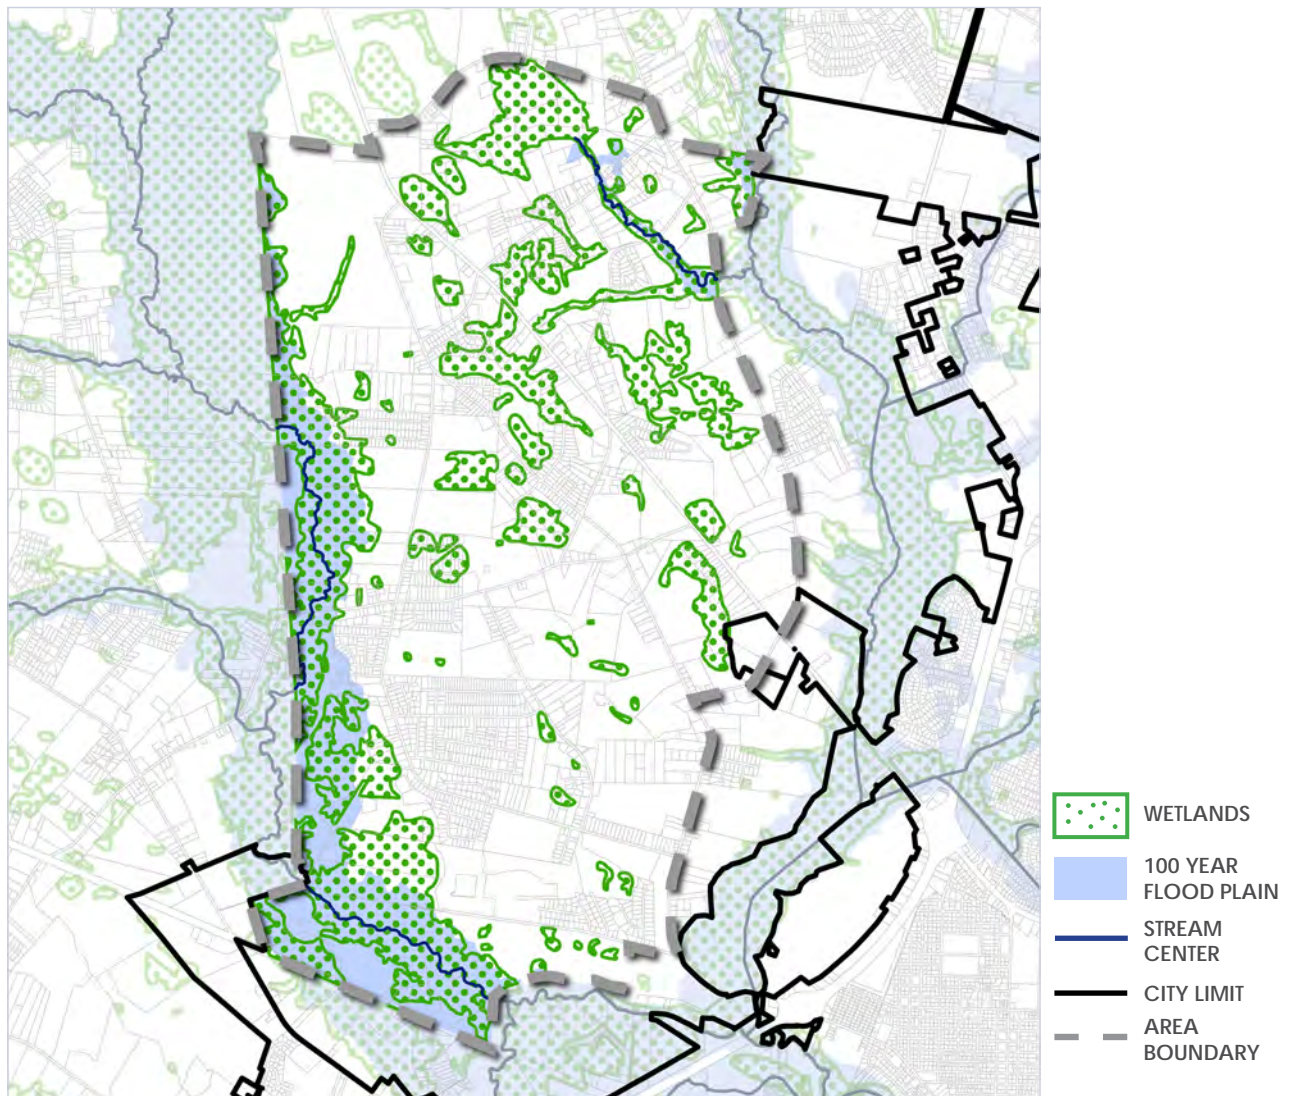 WETLANDS
100 YEAR
FLOOD PLAIN
STREAM
CENTER
CITY LIMIT
AREA
BOUNDARY